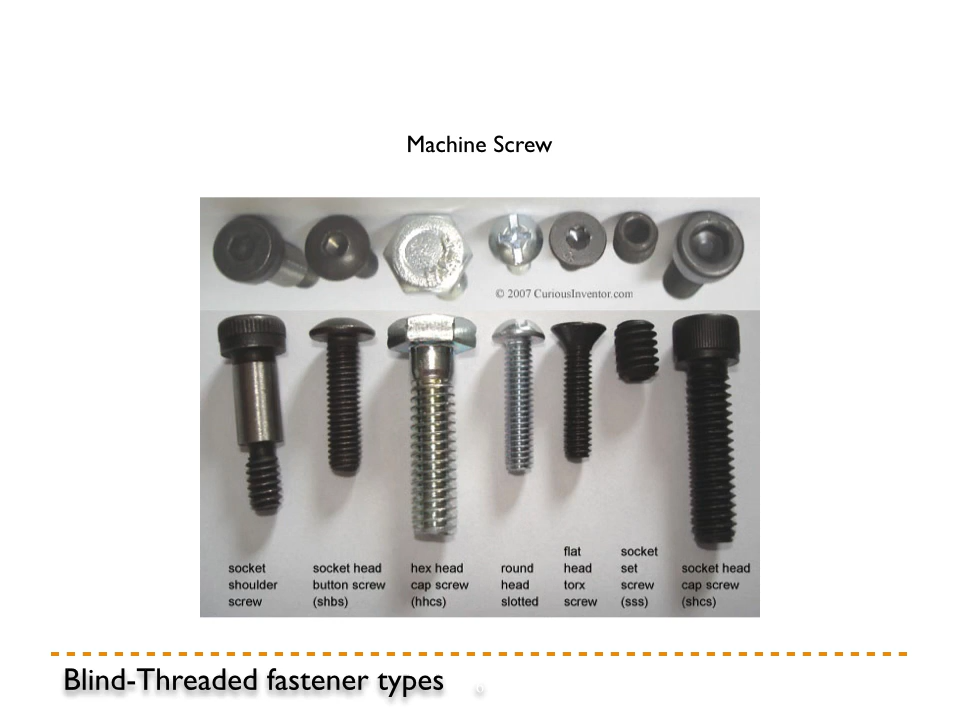 Machine Screw
© 2007 CuriousInventor.com
socket
shoulder
screw
socket head
button screw
(shbs)
hex head
cap screw
(hhcs)
round
head
slotted
flat
head
torx
screw
socket
set
screw
(sss)
socket head
cap screw
(shcs)
Blind-Threaded fastener types